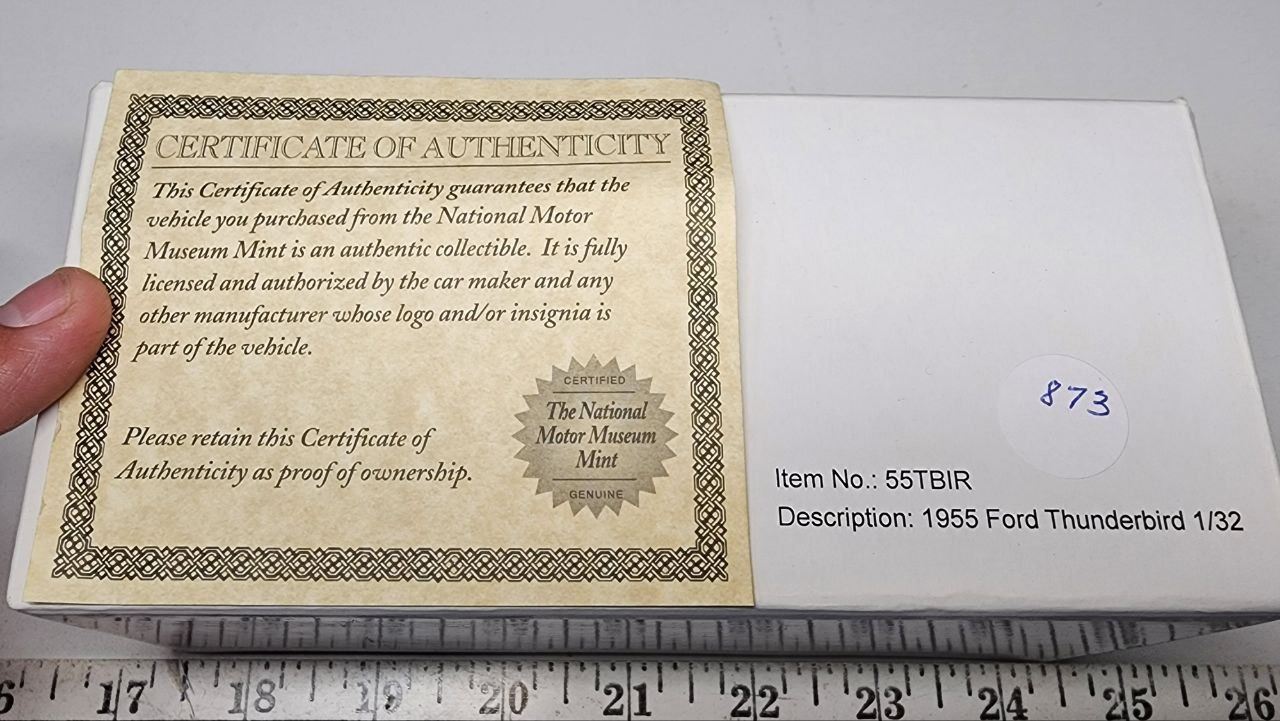 CERTIFICATE OF AUTHENTICITY
This Certificate of Authenticity guarantees that the
vehicle you purchased from the National Motor
Museum Mint is an authentic collectible. It is fully
licensed and authorized by the car maker and any
other manufacturer whose logo and/or insignia is
part of the vehicle.
Please retain this Certificate of
Authenticity as proof of ownership.
CERTIFIED
The National
Motor Museum
Mint
GENUINE
873
Item No.: 55TBIR
Description: 1955 Ford Thunderbird 1/32
6 17 18 19 20 21 22 23 24 25 26